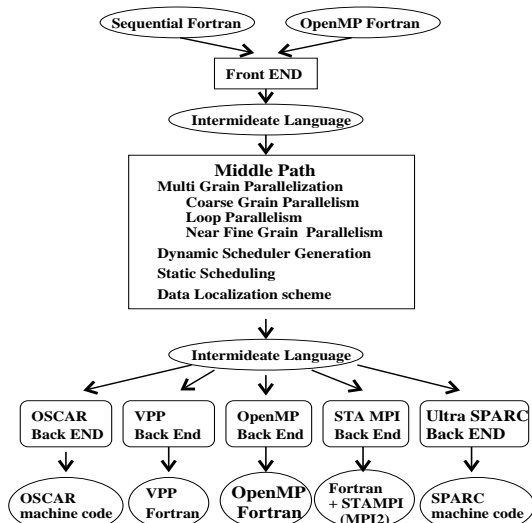 Sequential Fortran
OpenMP Fortran
Front END
Intermideate Language
Middle Path
Multi Grain Parallelization
Coarse Grain Parallelism
Loop Parallelism
Near Fine Grain Parallelism
Dynamic Scheduler Generation
Static Scheduling
Data Localization scheme
Intermideate Language
OSCAR
Back END
VPP
Back End
OpenMP
Back End
STA MPI
Back End
Ultra SPARC
Back END
OSCAR
machine code
VPP
Fortran
OpenMP
Fortran
Fortran
+ STAMPI
(MPI2)
SPARC
machine code